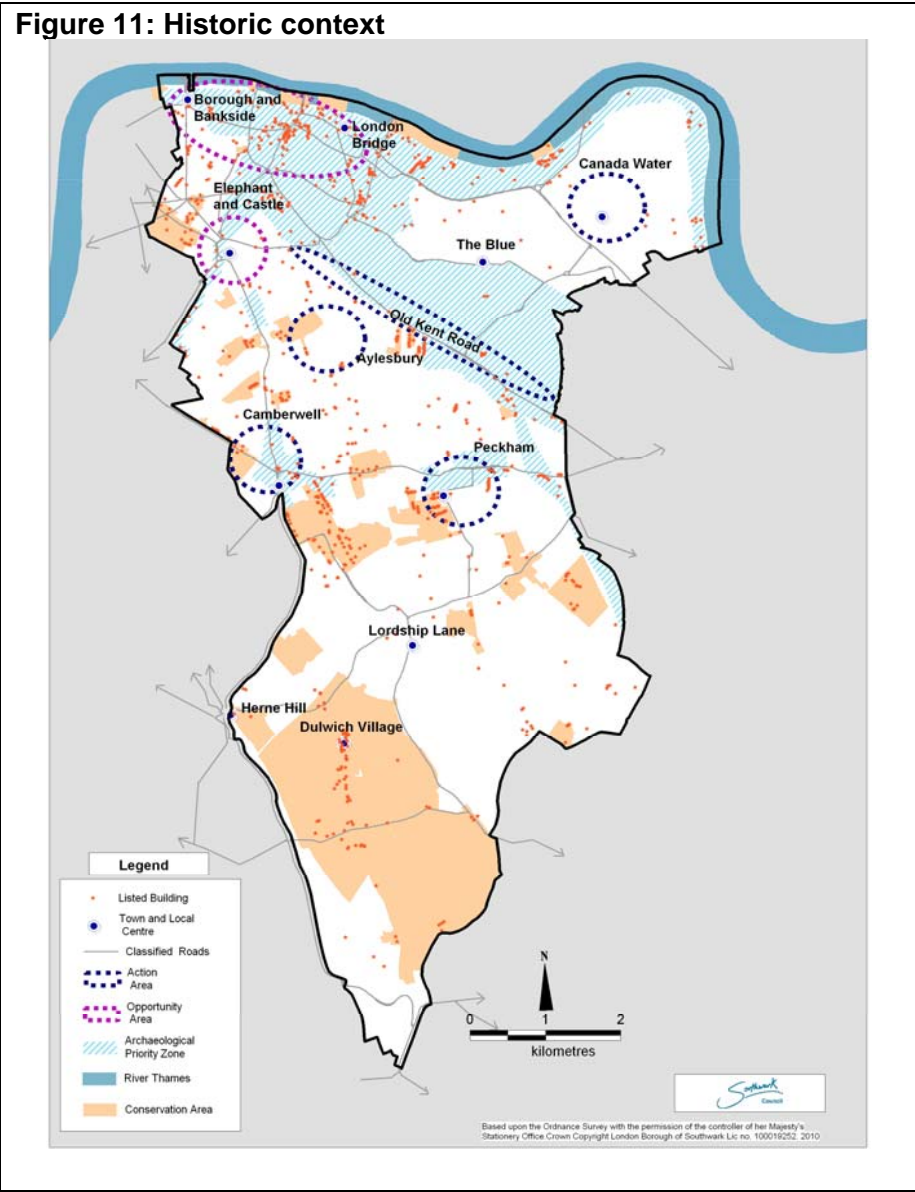 Figure 11: Historic context
Borough and
Bankside
London
Bridge
Canada Water
Elephant
and Castle
The Blue
Old Kent Road
Aylesbury
Camberwell
Peckham
Lordship Lane
Herne Hill
Dulwich Village
Legend
Listed Building
Town and Local
Centre
Classified Roads
Action
Area
Opportunity
Area
Archaeological
Priority Zone
River Thames
Conservation Area
N
0 1 2
kilometres
Southwark
Council
Based upon the Ordnance Survey with the permission of the controller of her Majesty's
Stationery Office Crown Copyright London Borough of Southwark Lic no. 100019252. 2010